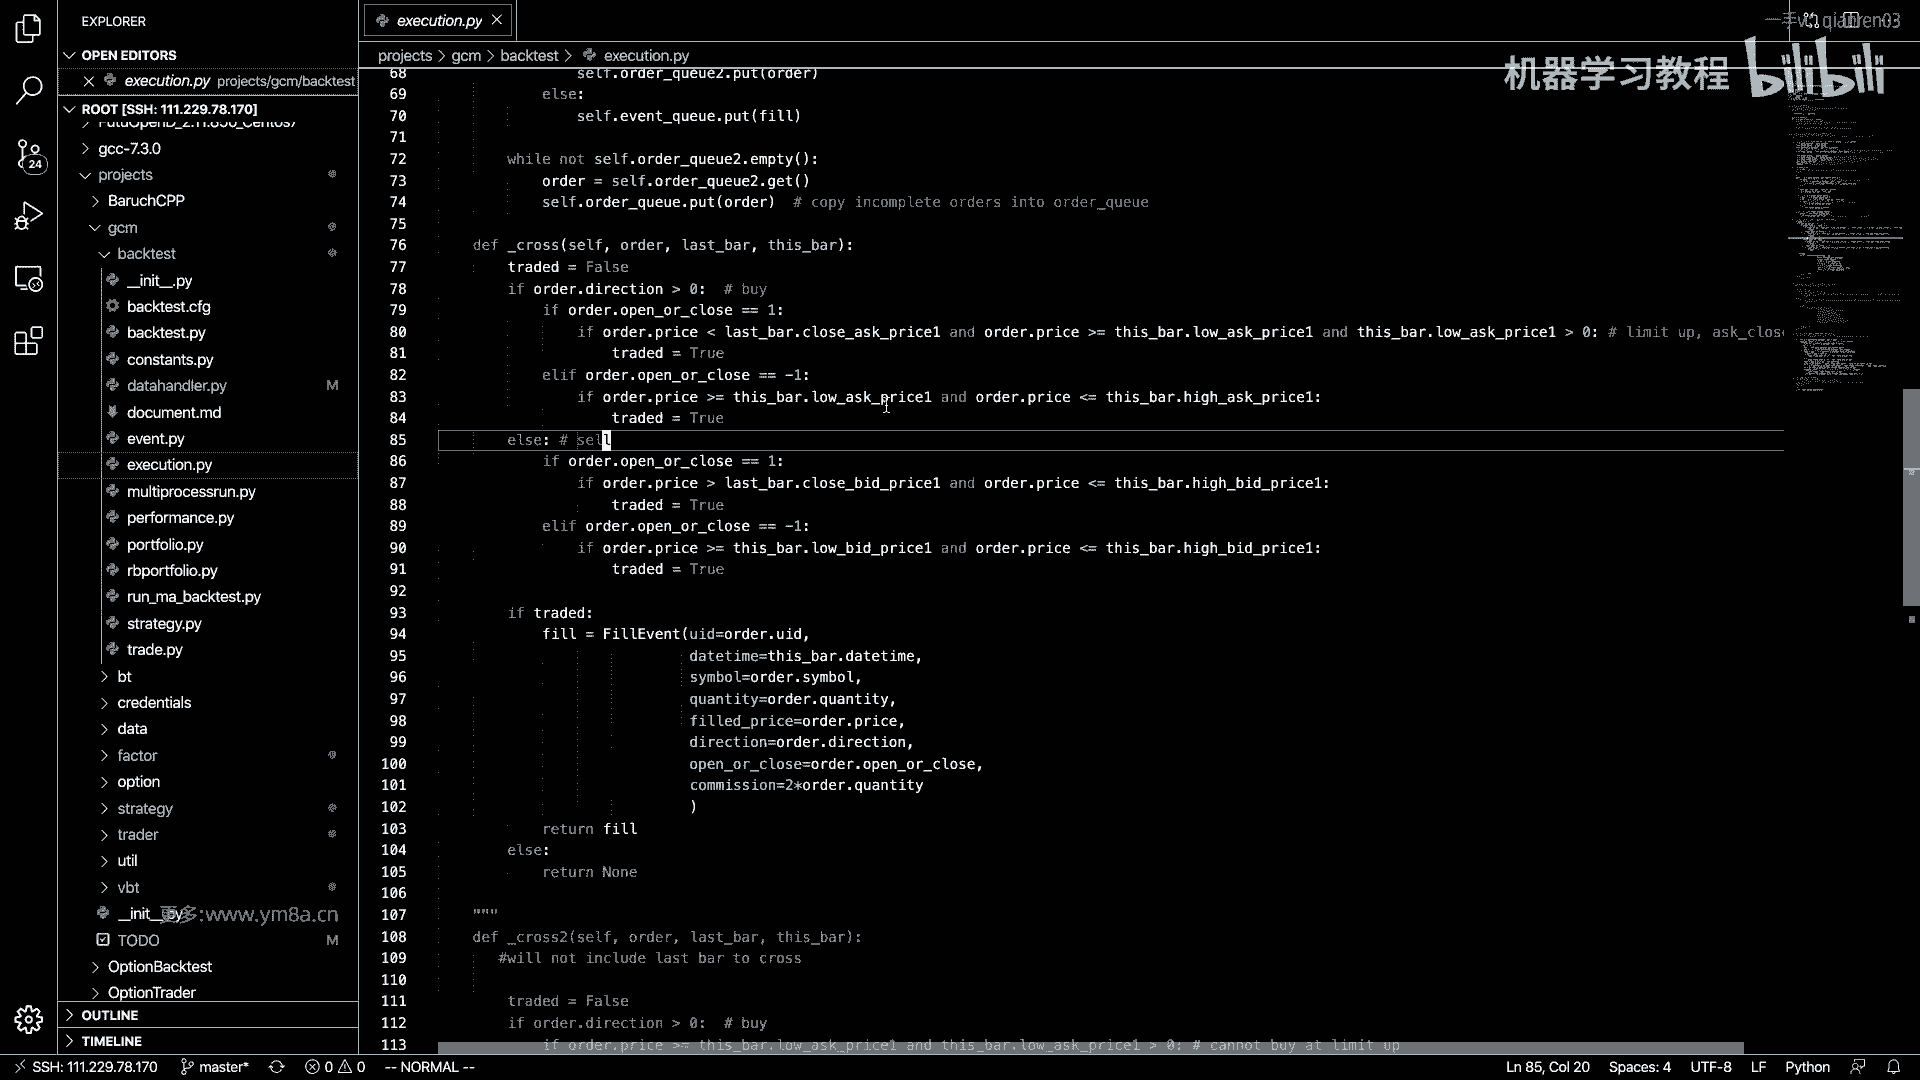 EXPLORER
OPEN EDITORS
execution.py projects/gcm/backtest
ROOT [SSH: 111.229.78.170]
gcc-7.3.0
projects
BaruchCPP
gcm
backtest
__init__.py
backtest.cfg
backtest.py
constants.py
datahandler.py M
document.md
event.py
execution.py
multiprocessrun.py
performance.py
portfolio.py
rbportfolio.py
run_ma_backtest.py
strategy.py
trade.py
bt
credentials
data
factor
option
strategy
trader
util
vbt
__init__.py
更多:www.ym8a.cn
TODO M
OptionBacktest
OptionTrader
OUTLINE
TIMELINE
24
execution.py
qianren03
projects > gcm > backtest > execution.py
机器学习教程 bilibili
68 self.order_queue2.put(order)
69 else:
70 self.event_queue.put(fill)
71
72 while not self.order_queue2.empty():
73 order = self.order_queue2.get()
74 self.order_queue.put(order)  # copy incomplete orders into order_queue
75
76 def _cross(self, order, last_bar, this_bar):
77 traded = False
78 if order.direction > 0:  # buy
79 if order.open_or_close == 1:
80 if order.price < last_bar.close_ask_price1 and order.price >= this_bar.low_ask_price1 and this_bar.low_ask_price1 > 0: # limit up, ask_clos
81 traded = True
82 elif order.open_or_close == -1:
83 if order.price >= this_bar.low_ask_price1 and order.price <= this_bar.high_ask_price1:
84 traded = True
85 else: # sell
86 if order.open_or_close == 1:
87 if order.price > last_bar.close_bid_price1 and order.price <= this_bar.high_bid_price1:
88 traded = True
89 elif order.open_or_close == -1:
90 if order.price >= this_bar.low_bid_price1 and order.price <= this_bar.high_bid_price1:
91 traded = True
92
93 if traded:
94 fill = FillEvent(uid=order.uid,
95 datetime=this_bar.datetime,
96 symbol=order.symbol,
97 quantity=order.quantity,
98 filled_price=order.price,
99 direction=order.direction,
100 open_or_close=order.open_or_close,
101 commission=2*order.quantity
102 )
103 return fill
104 else:
105 return None
106
107 """
108 def _cross2(self, order, last_bar, this_bar):
109 #will not include last bar to cross
110
111 traded = False
112 if order.direction > 0:  # buy
113 if order.price >= this_bar.low_ask_price1 and this_bar.low_ask_price1 > 0: # cannot buy at limit up
SSH: 111.229.78.170 master* 0 0 -- NORMAL -- Ln 85, Col 20 Spaces: 4 UTF-8 LF Python